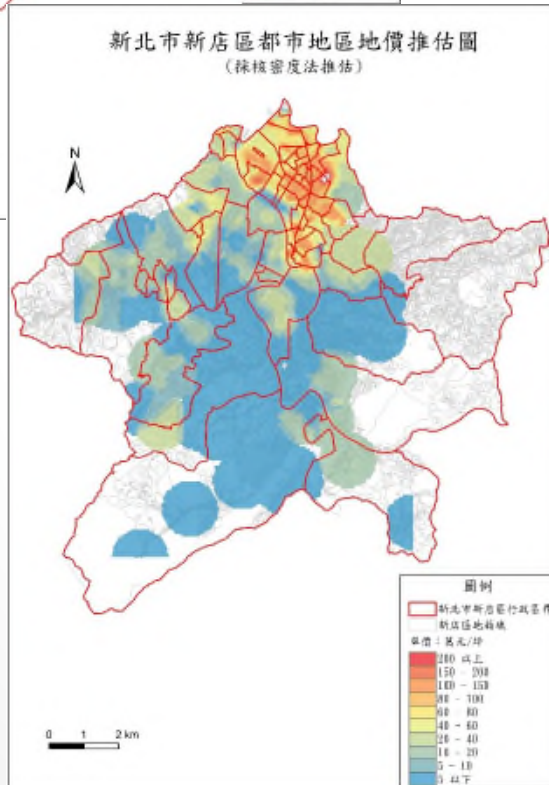 新北市新店區都市地區地價推估圖
(採核密度法推估)
N
圖例
新北市新店區行政區界
新店區地籍塊
單價：萬元/坪
200 以上
150 - 200
100 - 150
80 - 100
60 - 80
40 - 60
20 - 40
10 - 20
5 - 10
5 以下
0 1 2 km